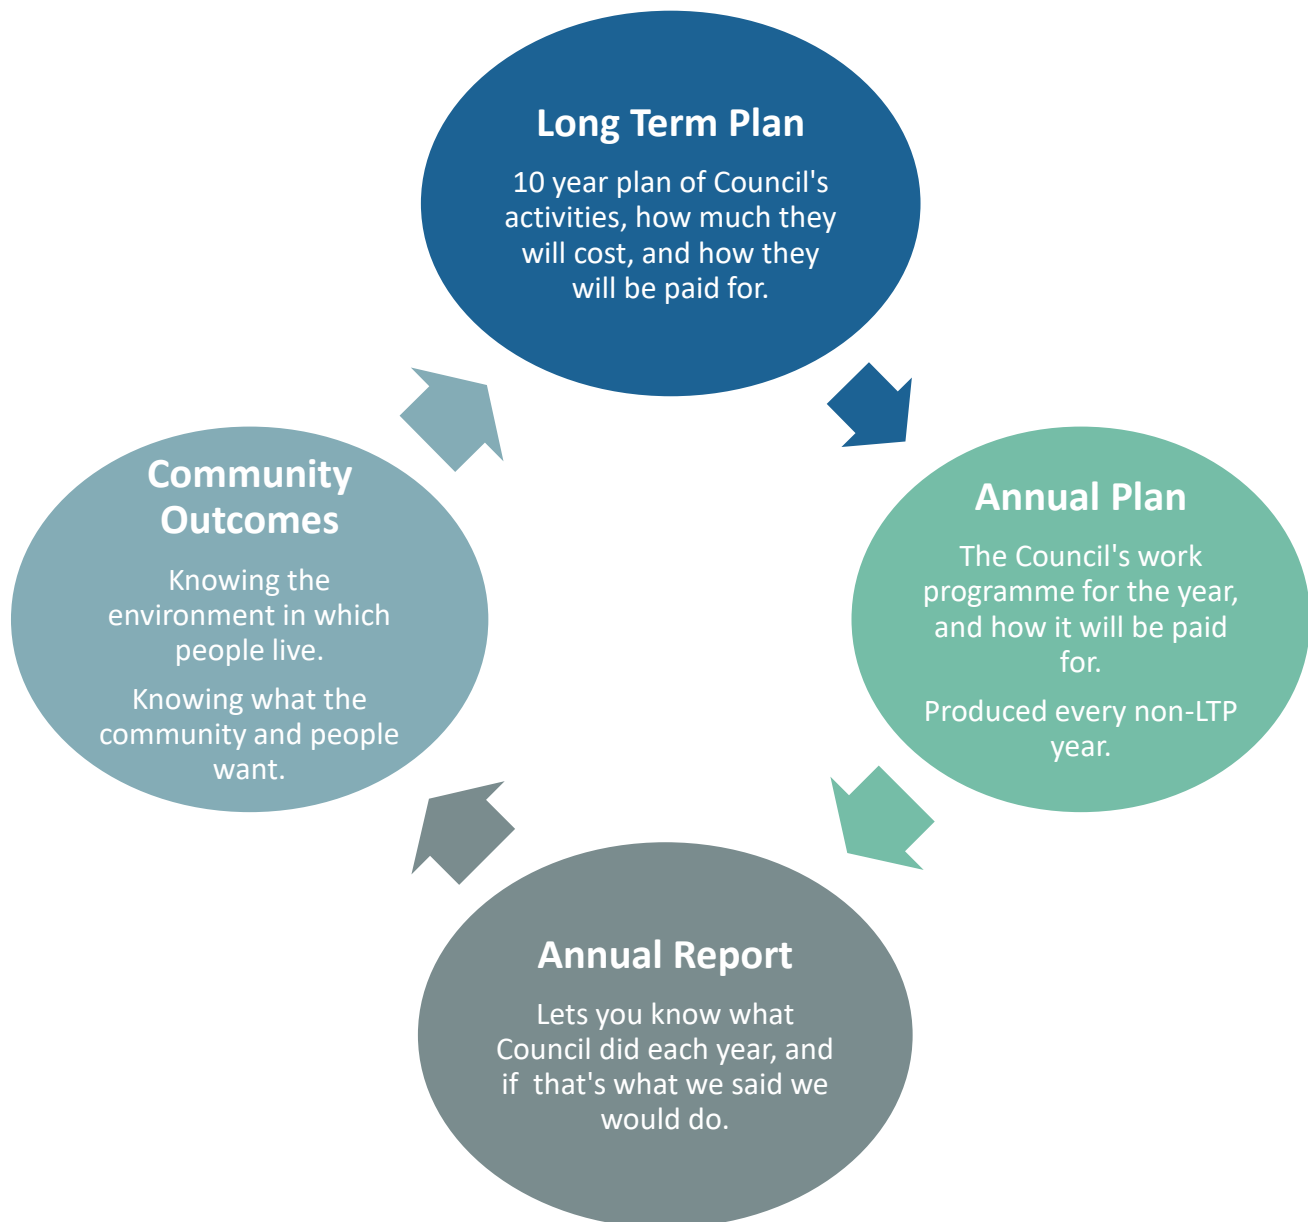 Long Term Plan
10 year plan of Council's
activities, how much they
will cost, and how they
will be paid for.
Annual Plan
The Council's work
programme for the year,
and how it will be paid
for.
Produced every non-LTP
year.
Annual Report
Lets you know what
Council did each year, and
if  that's what we said we
would do.
Community
Outcomes
Knowing the
environment in which
people live.
Knowing what the
community and people
want.